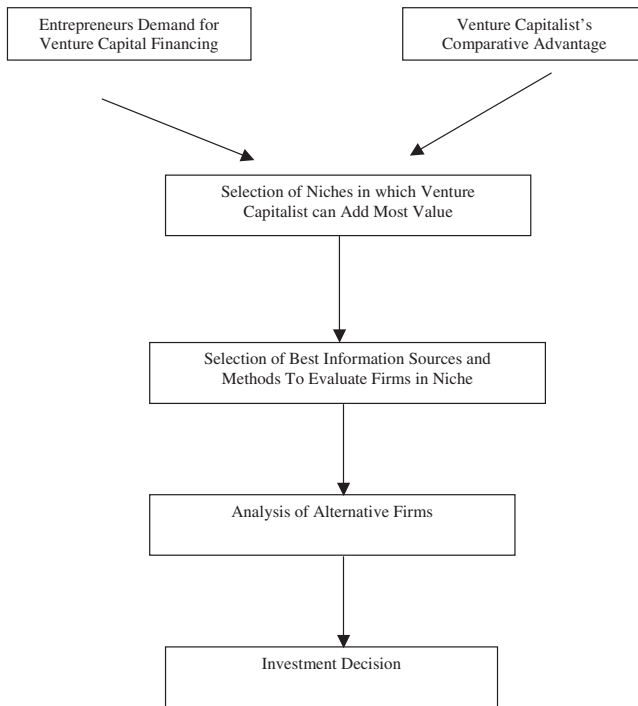 Entrepreneurs Demand for
Venture Capital Financing
Venture Capitalist's
Comparative Advantage
Selection of Niches in which Venture
Capitalist can Add Most Value
Selection of Best Information Sources and
Methods To Evaluate Firms in Niche
Analysis of Alternative Firms
Investment Decision